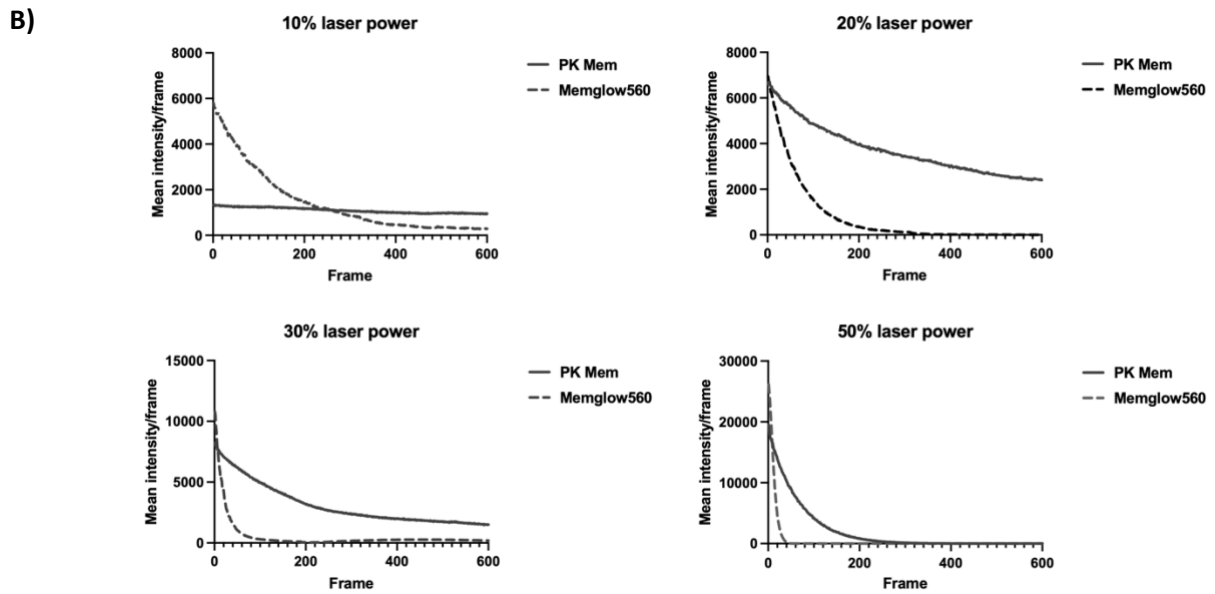 B)
10% laser power
8000
6000
4000
2000
0
Mean intensity/frame
0 200 400 600
Frame
PK Mem
Memglow560
20% laser power
8000
6000
4000
2000
0
Mean intensity/frame
0 200 400 600
Frame
PK Mem
Memglow560
30% laser power
15000
10000
5000
0
Mean intensity/frame
0 200 400 600
Frame
PK Mem
Memglow560
50% laser power
30000
20000
10000
0
Mean intensity/frame
0 200 400 600
Frame
PK Mem
Memglow560